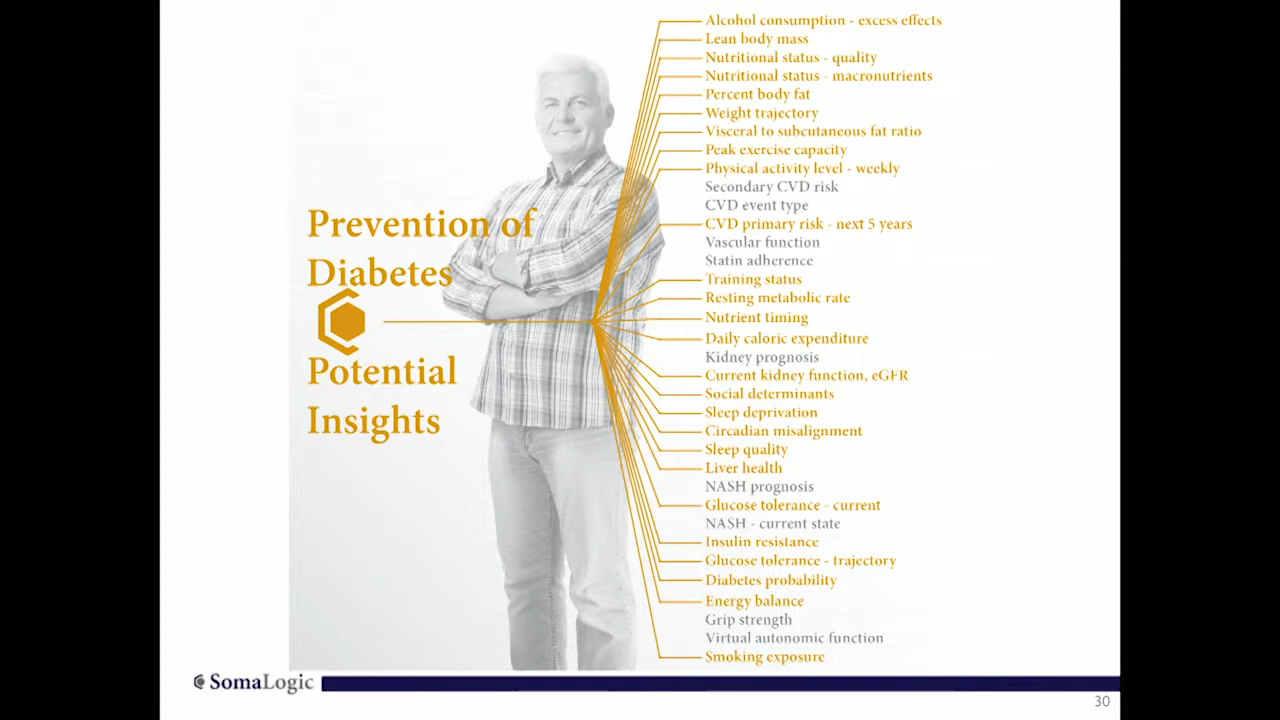 Prevention of
Diabetes
Potential
Insights
Alcohol consumption - excess effects
Lean body mass
Nutritional status - quality
Nutritional status - macronutrients
Percent body fat
Weight trajectory
Visceral to subcutaneous fat ratio
Peak exercise capacity
Physical activity level - weekly
Secondary CVD risk
CVD event type
CVD primary risk - next 5 years
Vascular function
Statin adherence
Training status
Resting metabolic rate
Nutrient timing
Daily caloric expenditure
Kidney prognosis
Current kidney function, eGFR
Social determinants
Sleep deprivation
Circadian misalignment
Sleep quality
Liver health
NASH prognosis
Glucose tolerance - current
NASH - current state
Insulin resistance
Glucose tolerance - trajectory
Diabetes probability
Energy balance
Grip strength
Virtual autonomic function
Smoking exposure
SomaLogic
30